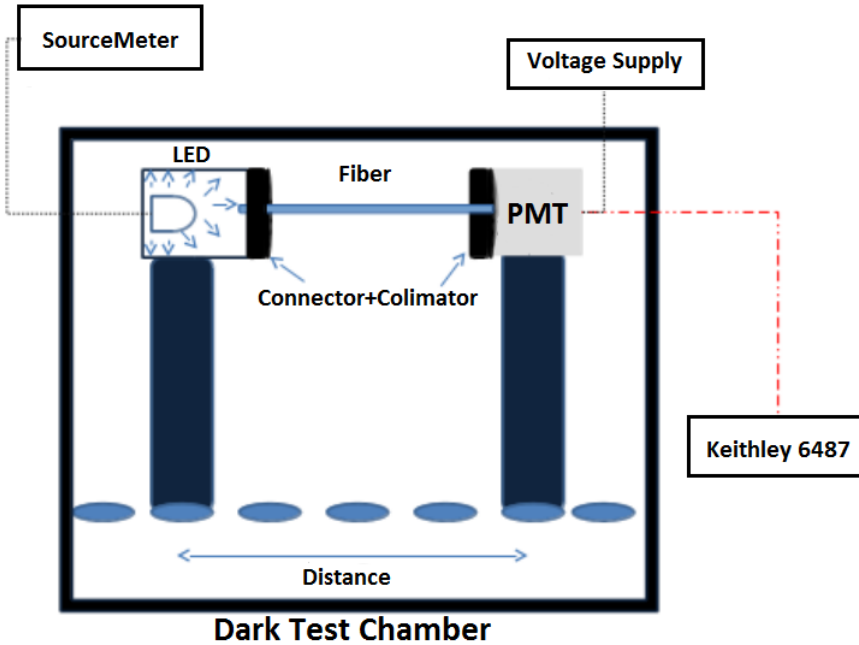 SourceMeter
Voltage Supply
LED
Fiber
PMT
Connector+Colimator
Keithley 6487
Distance
Dark Test Chamber